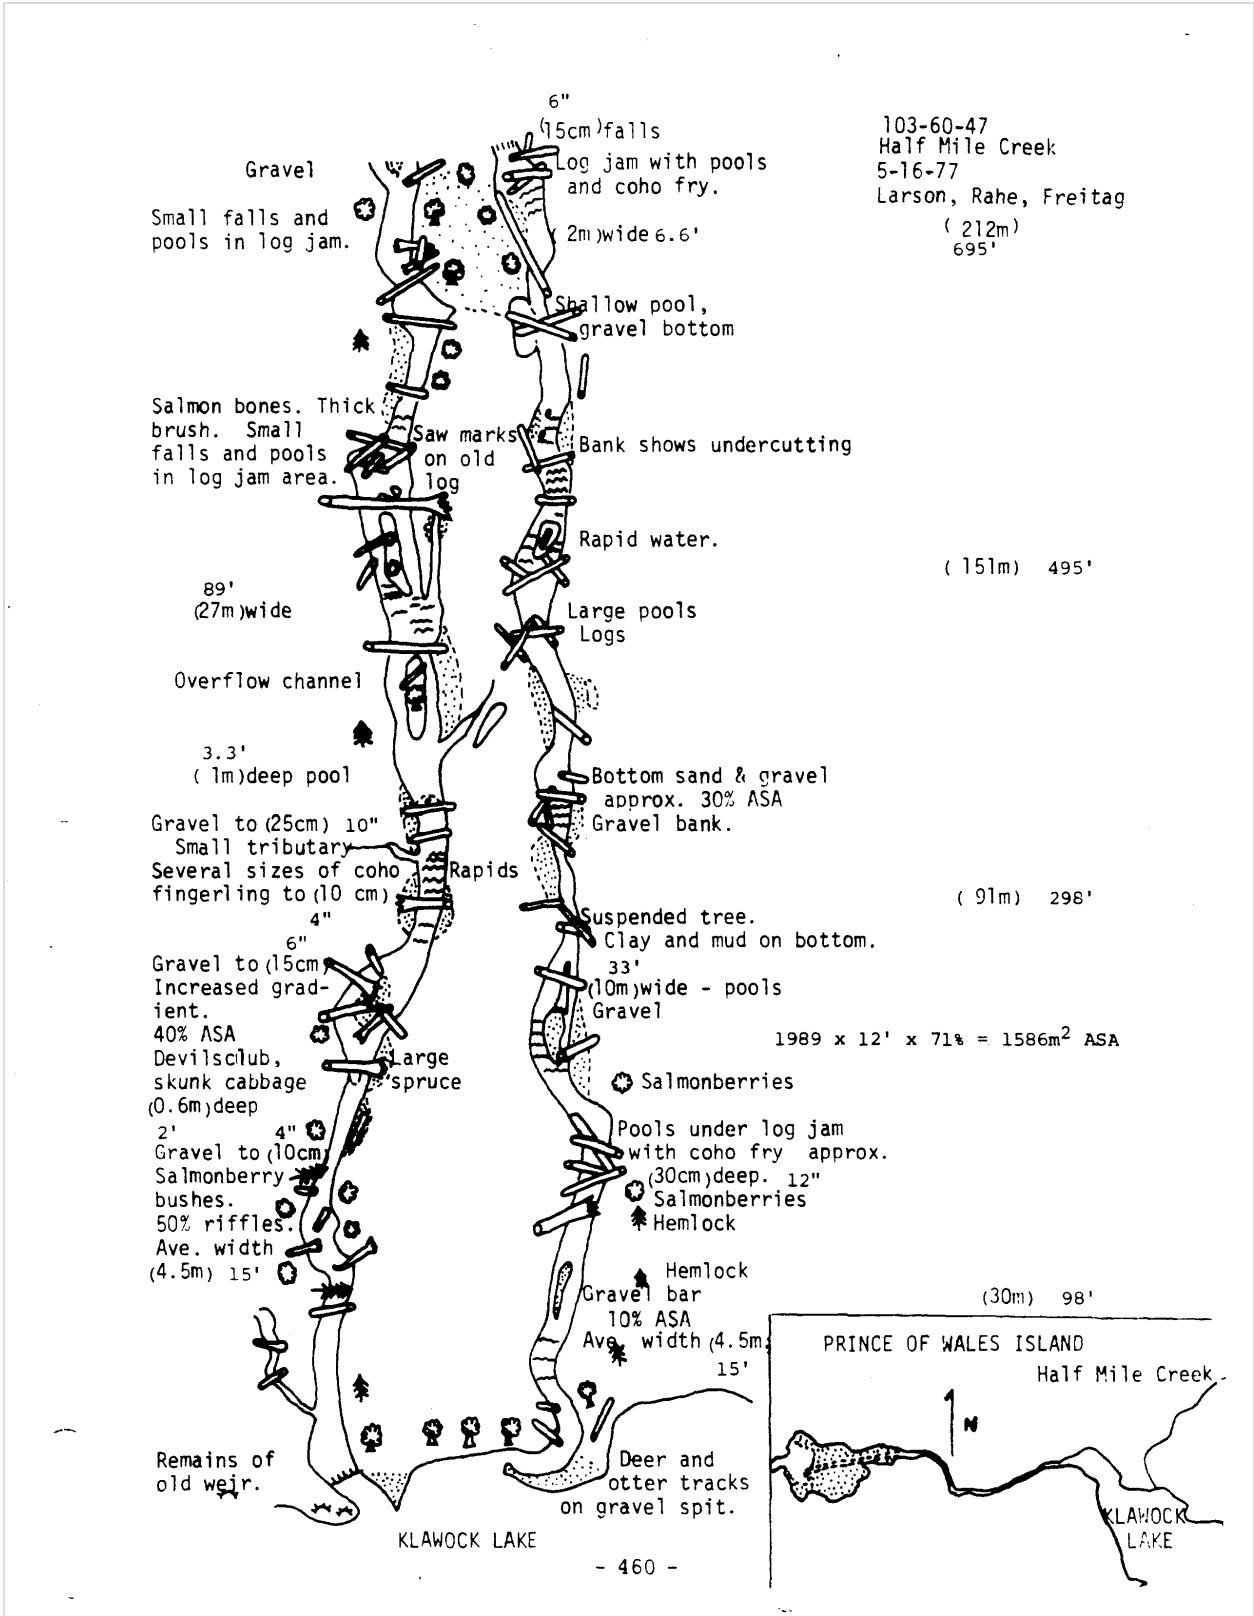 103-60-47
Half Mile Creek
5-16-77
Larson, Rahe, Freitag
(212m)
695'
Gravel
Small falls and
pools in log jam.
Salmon bones. Thick
brush. Small
falls and pools
in log jam area.
Saw marks
on old
log
89'
(27m)wide
Overflow channel
3.3'
(1m)deep pool
Gravel to (25cm) 10"
Small tributary
Several sizes of coho
fingerling to (10 cm)
4"
Rapids
6"
Gravel to (15cm)
Increased grad-
ient.
40% ASA
Devilsclub,
skunk cabbage
(0.6m)deep
2'
Large
spruce
4"
Gravel to (10cm)
Salmonberry
bushes.
50% riffles.
Ave. width
(4.5m) 15'
Remains of
old weir.
6"
(15cm)falls
Log jam with pools
and coho fry.
(2m)wide 6.6'
Shallow pool,
gravel bottom
Bank shows undercutting
Rapid water.
(151m) 495'
Large pools
Logs
Bottom sand & gravel
approx. 30% ASA
Gravel bank.
(91m) 298'
Suspended tree.
Clay and mud on bottom.
33'
(10m)wide - pools
Gravel
1989 x 12' x 71% = 1586m² ASA
Salmonberries
Pools under log jam
with coho fry approx.
(30cm)deep. 12"
Salmonberries
Hemlock
Hemlock
Gravel bar
10% ASA
Ave. width (4.5m)
15'
(30m) 98'
Deer and
otter tracks
on gravel spit.
KLAWOCK LAKE
PRINCE OF WALES ISLAND
Half Mile Creek
N
KLAWOCK
LAKE
- 460 -